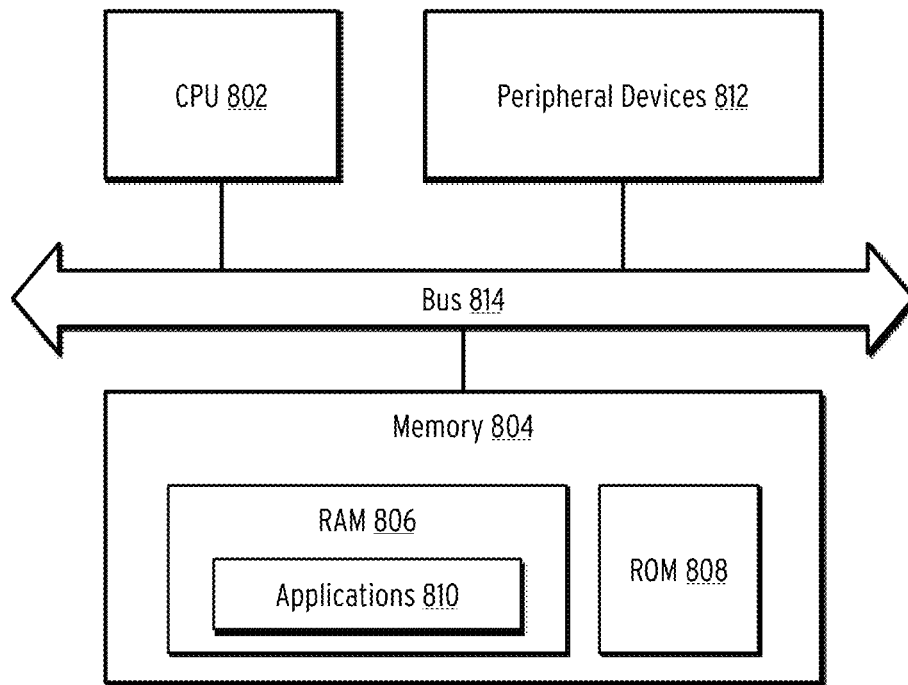 CPU 802
Peripheral Devices 812
Bus 814
Memory 804
RAM 806
ROM 808
Applications 810